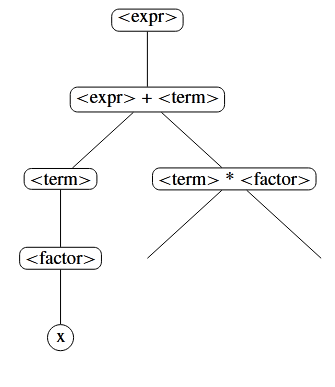 <expr>
<expr> + <term>
<term>
<term> * <factor>
<factor>
x